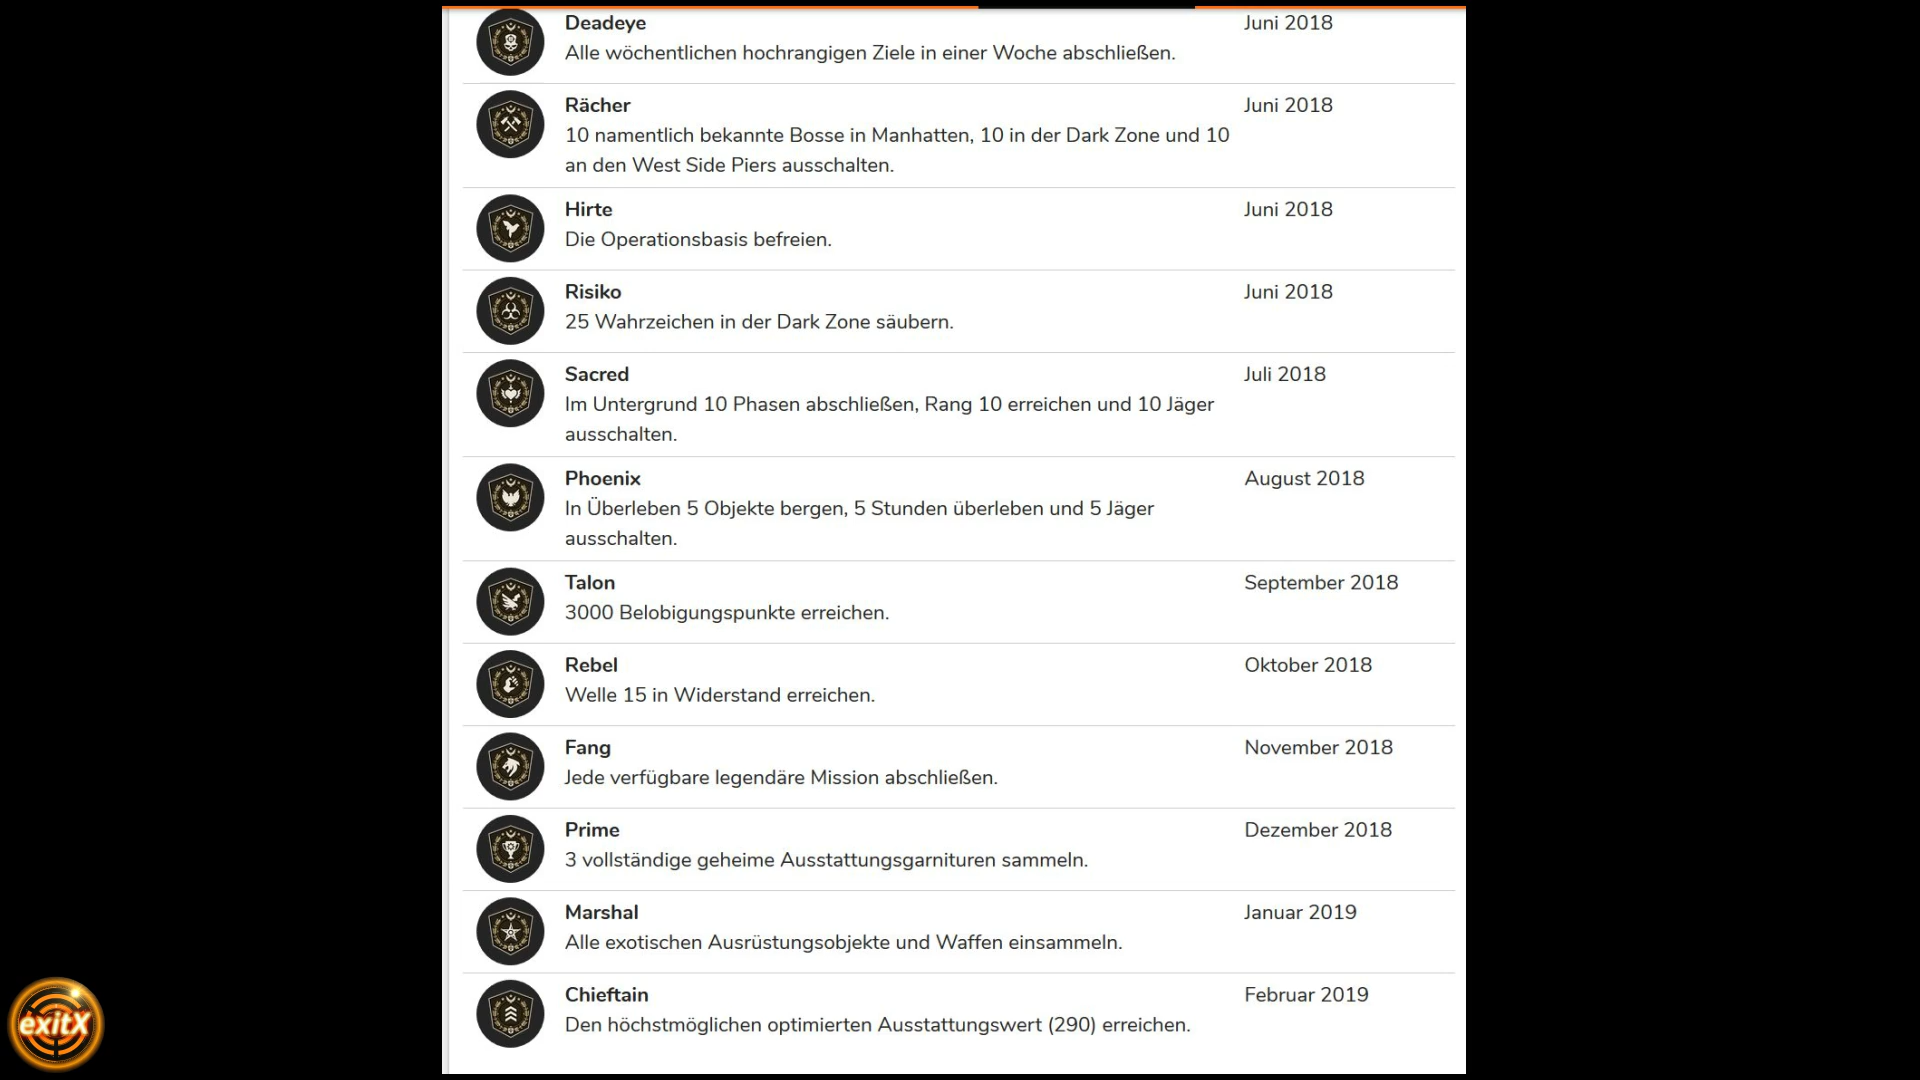 Deadeye
Juni 2018
Alle wöchentlichen hochrangigen Ziele in einer Woche abschließen.
Rächer
Juni 2018
10 namentlich bekannte Bosse in Manhatten, 10 in der Dark Zone und 10
an den West Side Piers ausschalten.
Hirte
Juni 2018
Die Operationsbasis befreien.
Risiko
Juni 2018
25 Wahrzeichen in der Dark Zone säubern.
Sacred
Juli 2018
Im Untergrund 10 Phasen abschließen, Rang 10 erreichen und 10 Jäger
ausschalten.
Phoenix
August 2018
In Überleben 5 Objekte bergen, 5 Stunden überleben und 5 Jäger
ausschalten.
Talon
September 2018
3000 Belobigungspunkte erreichen.
Rebel
Oktober 2018
Welle 15 in Widerstand erreichen.
Fang
November 2018
Jede verfügbare legendäre Mission abschließen.
Prime
Dezember 2018
3 vollständige geheime Ausstattungsgarnituren sammeln.
Marshal
Januar 2019
Alle exotischen Ausrüstungsobjekte und Waffen einsammeln.
Chieftain
Februar 2019
Den höchstmöglichen optimierten Ausstattungswert (290) erreichen.
exitX